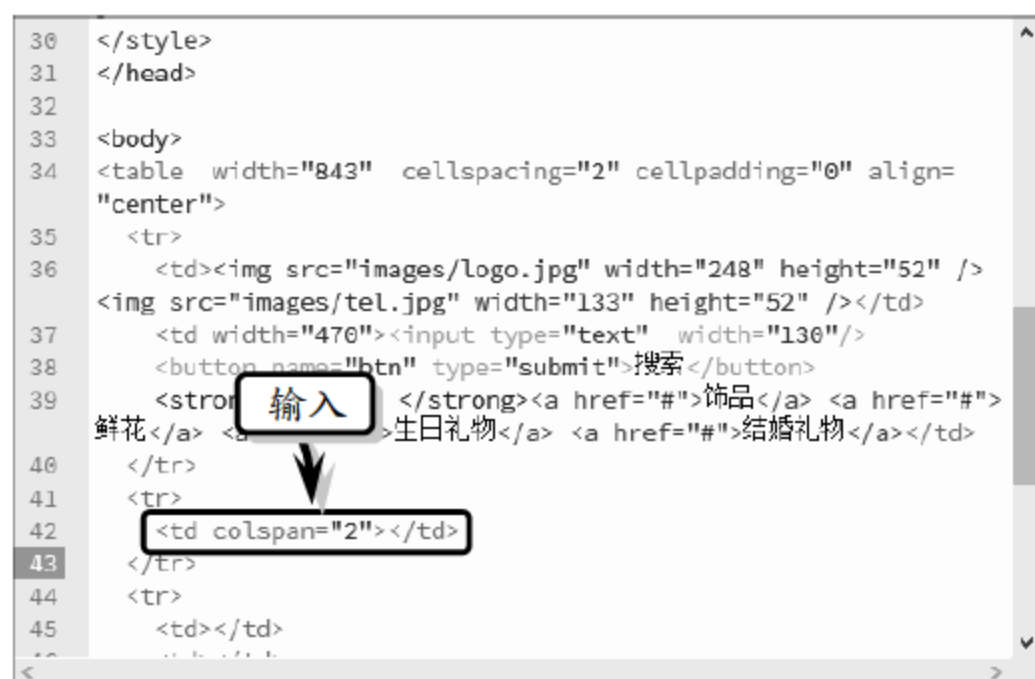 30 </style>
31 </head>
32
33 <body>
34 <table  width="843"  cellspacing="2" cellpadding="0" align=
"center">
35 <tr>
36 <td><img src="images/logo.jpg" width="248" height="52" />
<img src="images/tel.jpg" width="133" height="52" /></td>
37 <td width="470"><input type="text"  width="130"/>
38 <button name="btn" type="submit">搜索</button>
39 <stron </strong><a href="#">饰品</a> <a href="#">
输入
鲜花</a> >生日礼物</a> <a href="#">结婚礼物</a></td>
40 </tr>
41 <tr>
42 <td colspan="2"></td>
43 </tr>
44 <tr>
45 <td></td>